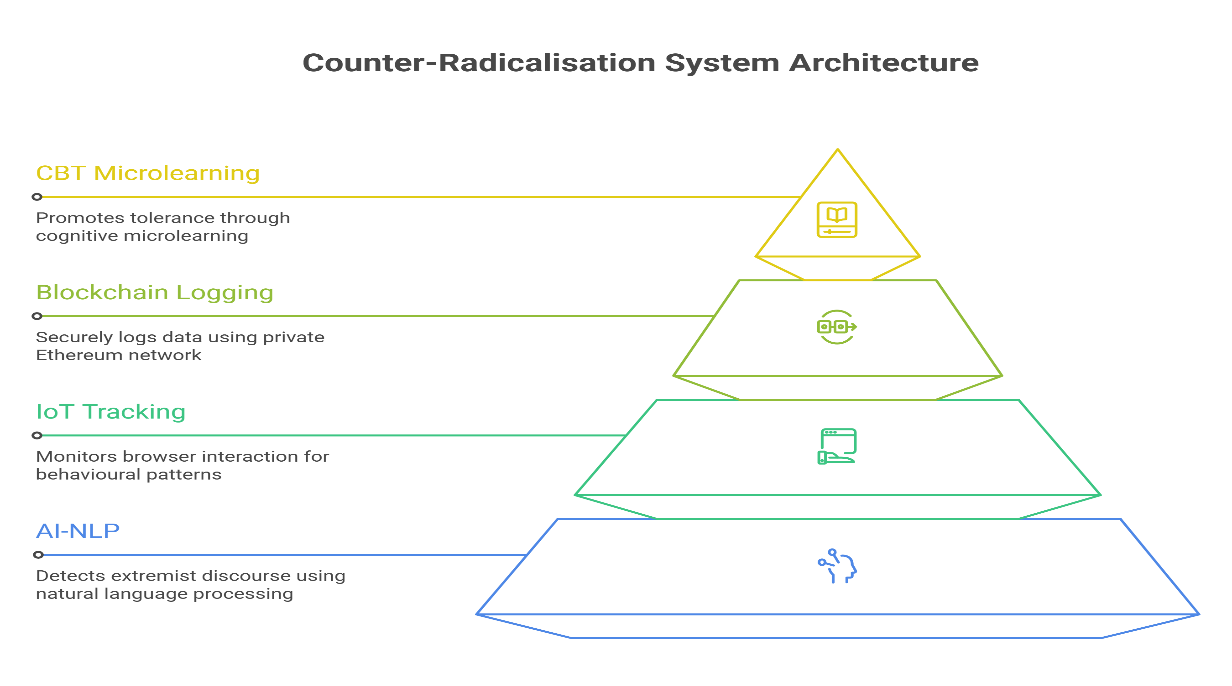 Counter-Radicalisation System Architecture
CBT Microlearning
Promotes tolerance through
cognitive microlearning
Blockchain Logging
Securely logs data using private
Ethereum network
IoT Tracking
Monitors browser interaction for
behavioural patterns
AI-NLP
Detects extremist discourse using
natural language processing